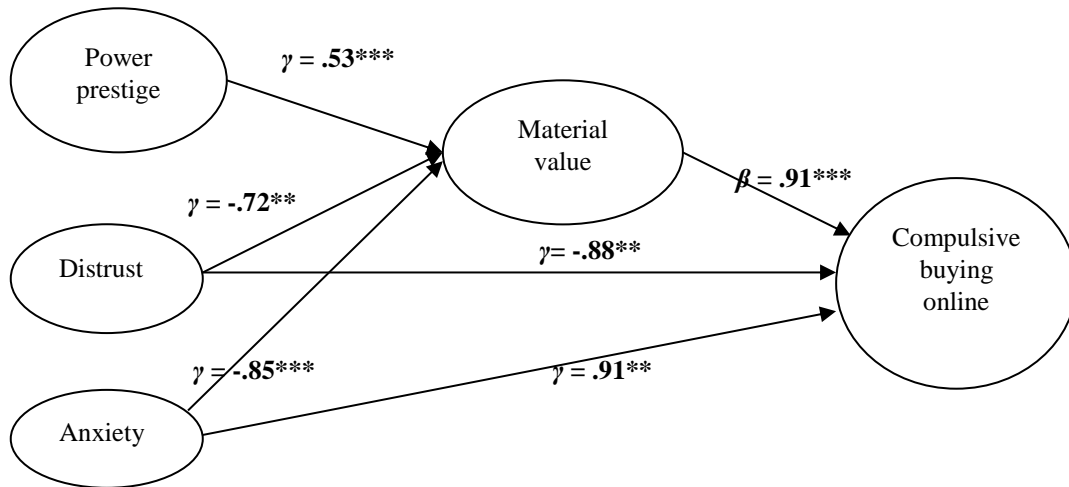 Power
prestige
γ = .53***
Material
value
β = .91***
γ = -.72**
Distrust
γ= -.88**
Compulsive
buying
online
γ = -.85***
γ = .91**
Anxiety